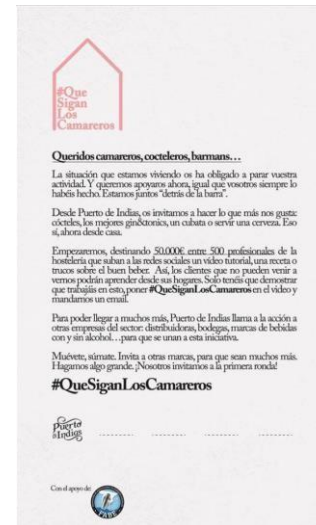 #Que
Sigan
Los
Camareros
Queridos camareros, cocteleros, barmans…
La situación que estamos viviendo os ha obligado a parar vuestra
actividad. Y queremos apoyaros ahora, igual que vosotros siempre lo
habéis hecho. Estamos juntos “detrás de la barra”.
Desde Puerto de Indias, os invitamos a hacer lo que más nos gusta:
cócteles, los mejores gin&tonics, un cubata o servir una cerveza. Eso
sí, ahora desde casa.
Empezaremos, destinando 50.000€ entre 500 profesionales de la
hostelería que suban a las redes sociales un vídeo tutorial, una receta o
trucos sobre el buen beber. Así, los clientes que no pueden venir a
vernos podrán aprender desde sus hogares. Solo tenéis que demostrar
que trabajáis en esto, poner #QueSiganLosCamareros en el vídeo y
mandarnos un email.
Para poder llegar a muchos más, Puerto de Indias llama a la acción a
otras empresas del sector: distribuidoras, bodegas, marcas de bebidas
con y sin alcohol…para que se unan a esta iniciativa.
Muévete, súmate. Invita a otras marcas, para que sean muchos más.
Hagamos algo grande. ¡Nosotros invitamos a la primera ronda!
#QueSiganLosCamareros
Puerto
de Indias
Con el apoyo de: